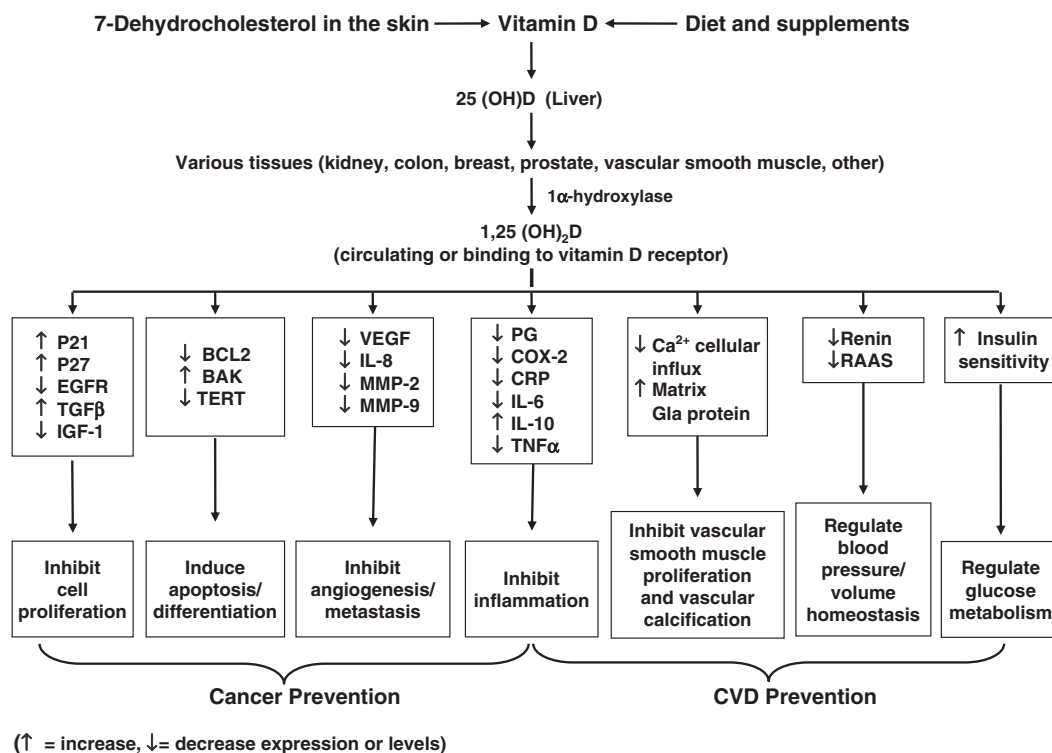 7-Dehydrocholesterol in the skin → Vitamin D ← Diet and supplements
25 (OH)D (Liver)
Various tissues (kidney, colon, breast, prostate, vascular smooth muscle, other)
1α-hydroxylase
1,25 (OH)₂D
(circulating or binding to vitamin D receptor)
↑ P21
↑ P27
↓ EGFR
↑ TGFβ
↓ IGF-1
↓ BCL2
↑ BAK
↓ TERT
↓ VEGF
↓ IL-8
↓ MMP-2
↓ MMP-9
↓ PG
↓ COX-2
↓ CRP
↓ IL-6
↑ IL-10
↓ TNFα
↓ Ca²⁺ cellular
influx
↑ Matrix
Gla protein
↓Renin
↓RAAS
↑ Insulin
sensitivity
Inhibit
cell
proliferation
Induce
apoptosis/
differentiation
Inhibit
angiogenesis/
metastasis
Inhibit
inflammation
Inhibit vascular
smooth muscle
proliferation
and vascular
calcification
Regulate
blood
pressure/
volume
homeostasis
Regulate
glucose
metabolism
Cancer Prevention
CVD Prevention
(↑ = increase, ↓= decrease expression or levels)